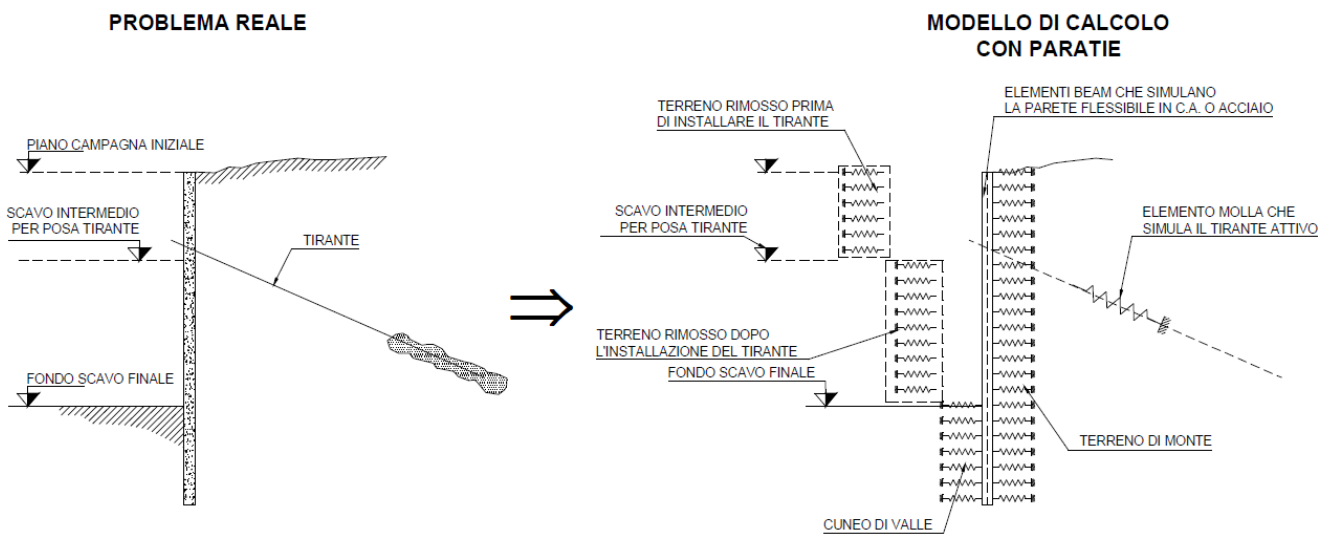 PROBLEMA REALE
PIANO CAMPAGNA INIZIALE
SCAVO INTERMEDIO
PER POSA TIRANTE
TIRANTE
FONDO SCAVO FINALE
MODELLO DI CALCOLO
CON PARATIE
TERRENO RIMOSSO PRIMA
DI INSTALLARE IL TIRANTE
ELEMENTI BEAM CHE SIMULANO
LA PARETE FLESSIBILE IN C.A. O ACCIAIO
SCAVO INTERMEDIO
PER POSA TIRANTE
ELEMENTO MOLLA CHE
SIMULA IL TIRANTE ATTIVO
TERRENO RIMOSSO DOPO
L'INSTALLAZIONE DEL TIRANTE
FONDO SCAVO FINALE
TERRENO DI MONTE
CUNEO DI VALLE